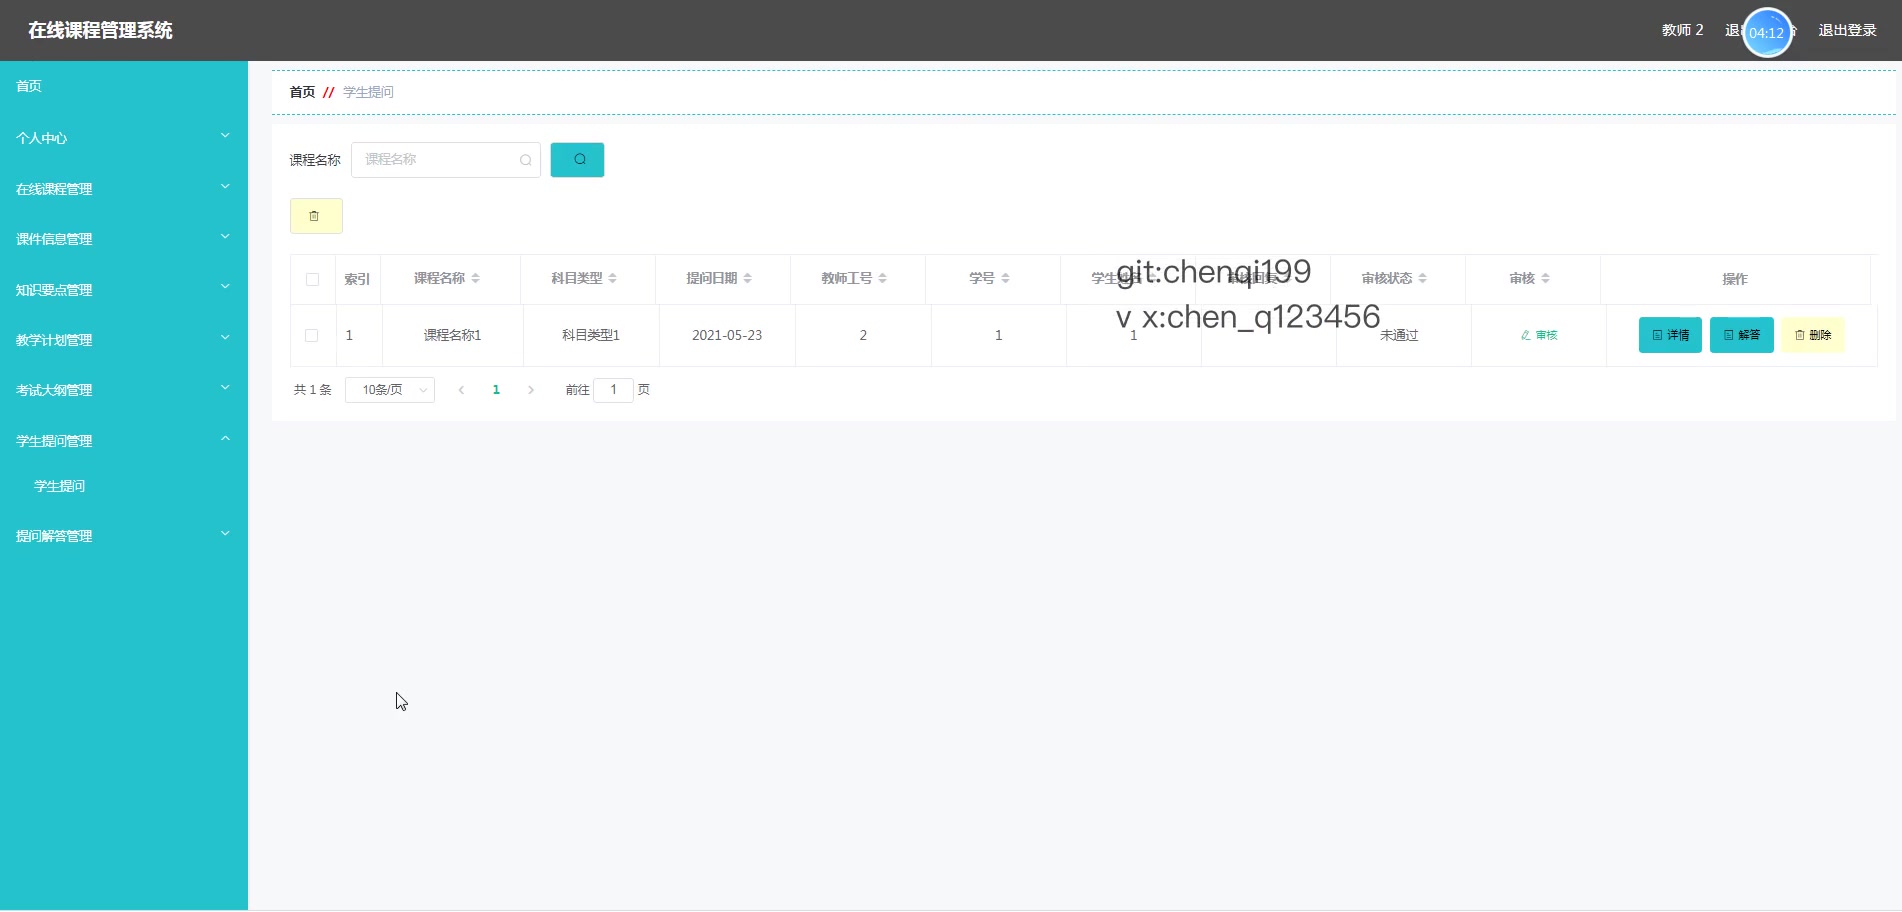 在线课程管理系统
教师 2 04:12 退出登录
首页
个人中心
在线课程管理
课件信息管理
知识要点管理
教学计划管理
考试大纲管理
学生提问管理
学生提问
提问解答管理
首页 // 学生提问
课程名称 课程名称
索引 课程名称 科目类型 提问日期 教师工号 学号 学生姓名 审核回复 审核状态 审核 操作
git:chenqi199
v x:chen_q123456
1 课程名称1 科目类型1 2021-05-23 2 1 1 未通过 审核 详情 解答 删除
共 1 条 10条/页 1 前往 1 页